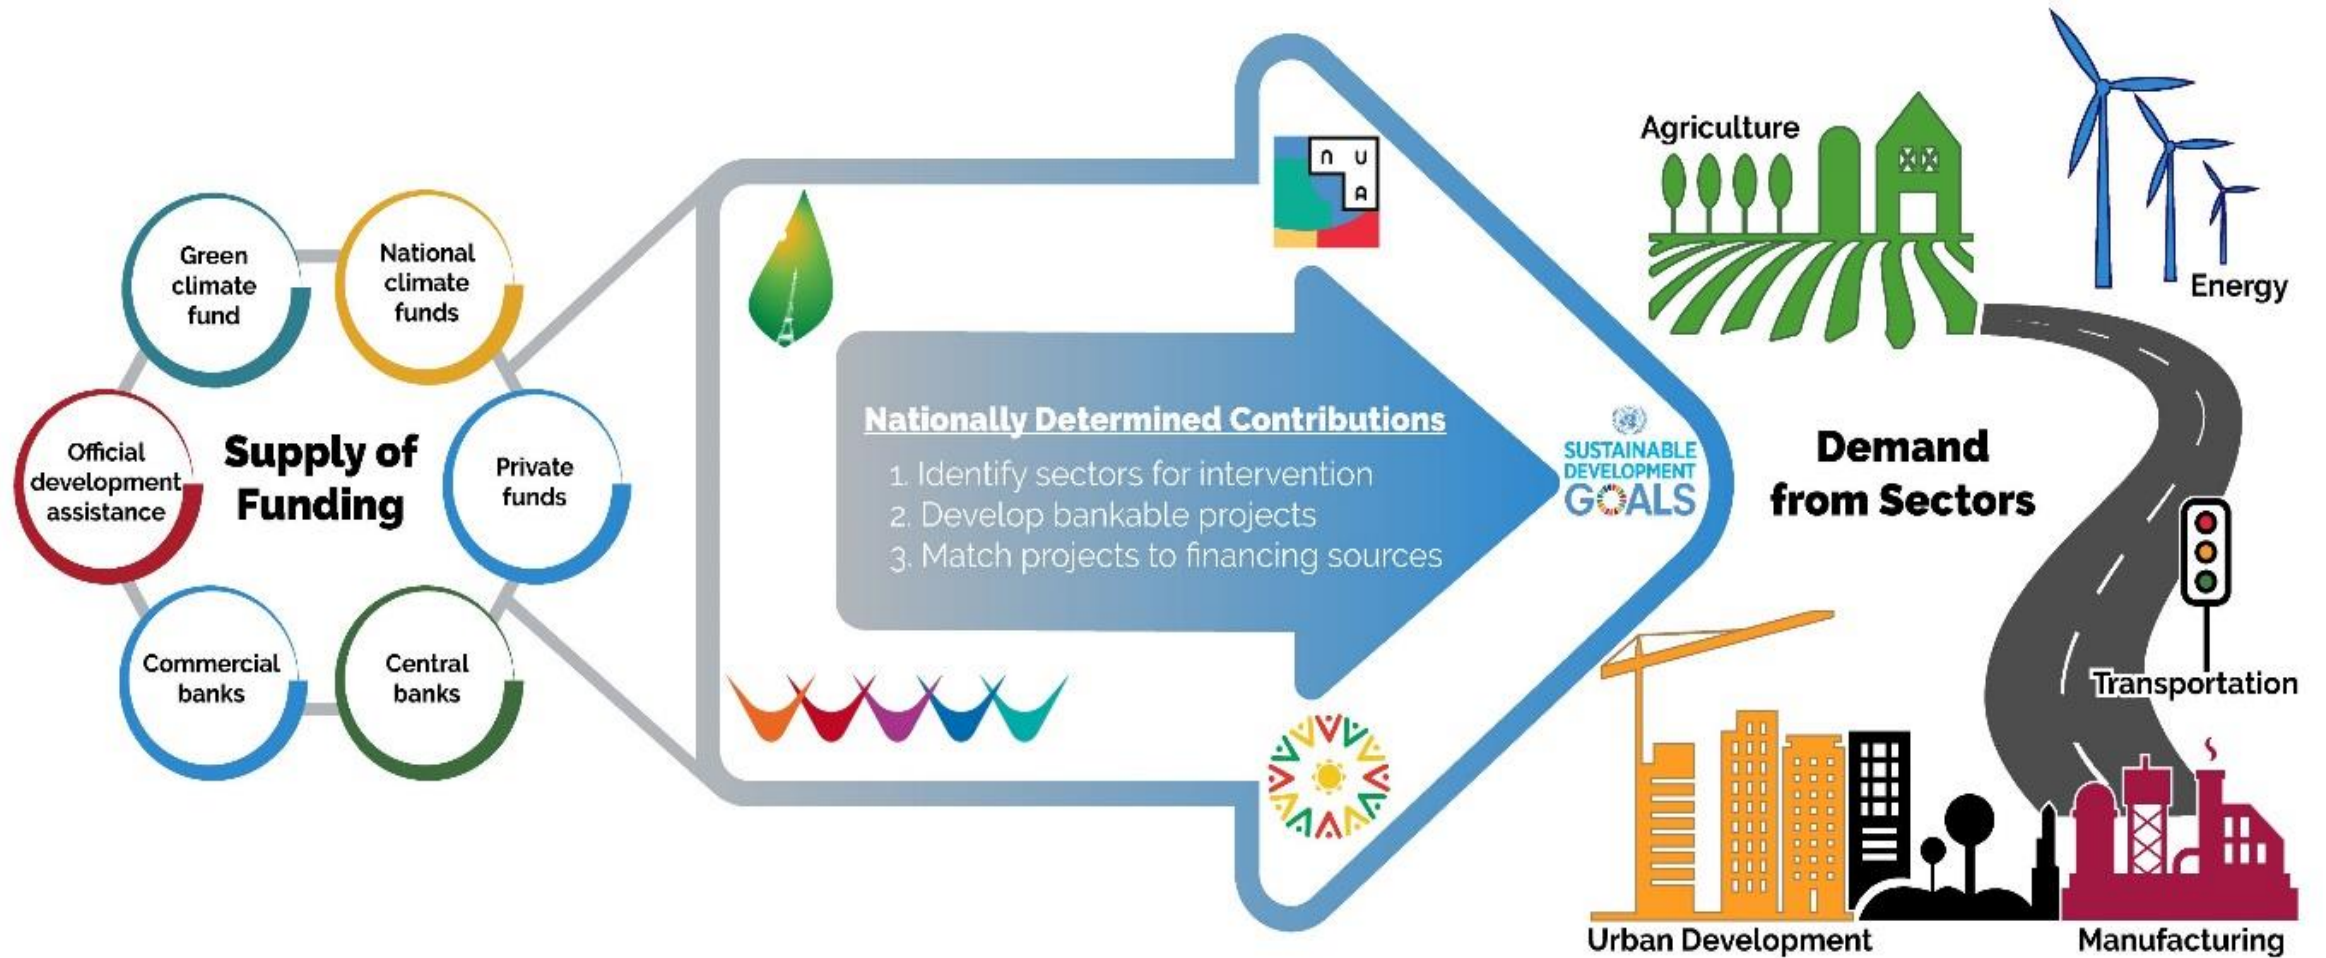 Green
climate
fund
National
climate
funds
Official
development
assistance
Supply of
Funding
Private
funds
Commercial
banks
Central
banks
N U
A
Nationally Determined Contributions
1. Identify sectors for intervention
2. Develop bankable projects
3. Match projects to financing sources
SUSTAINABLE
DEVELOPMENT
GOALS
Agriculture
Energy
Demand
from Sectors
Transportation
Urban Development
Manufacturing